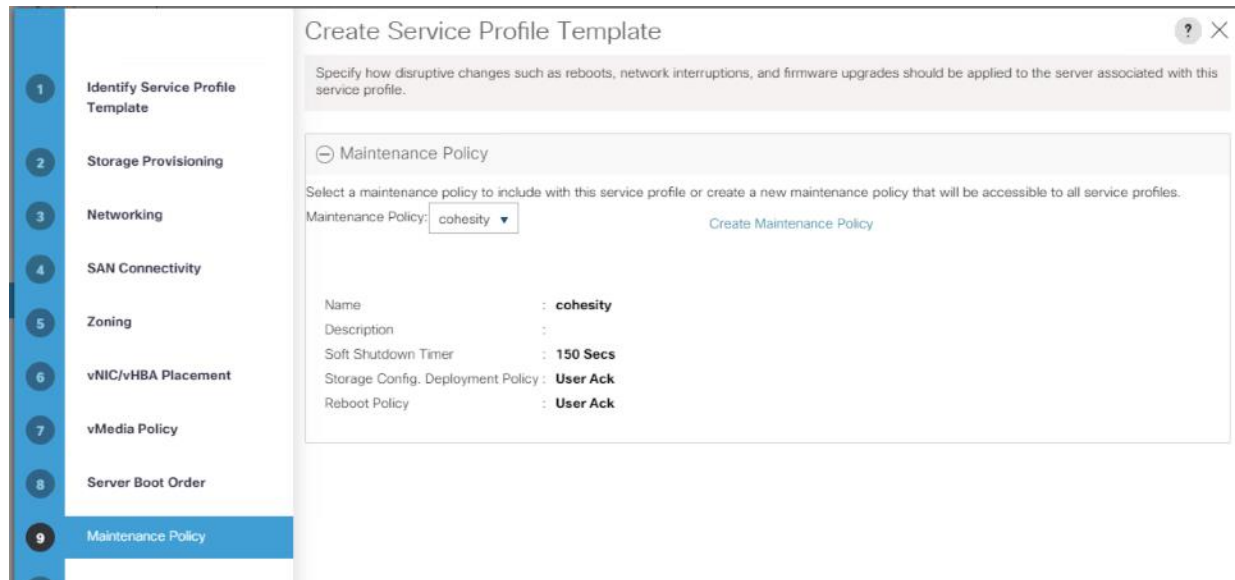 Create Service Profile Template
?
Specify how disruptive changes such as reboots, network interruptions, and firmware upgrades should be applied to the server associated with this
service profile.
1
Identify Service Profile
Template
2
Storage Provisioning
3
Networking
4
SAN Connectivity
5
Zoning
6
vNIC/vHBA Placement
7
vMedia Policy
8
Server Boot Order
9
Maintenance Policy
Maintenance Policy
Select a maintenance policy to include with this service profile or create a new maintenance policy that will be accessible to all service profiles.
Maintenance Policy: cohesity
Create Maintenance Policy
Name : cohesity
Description :
Soft Shutdown Timer : 150 Secs
Storage Config. Deployment Policy : User Ack
Reboot Policy : User Ack